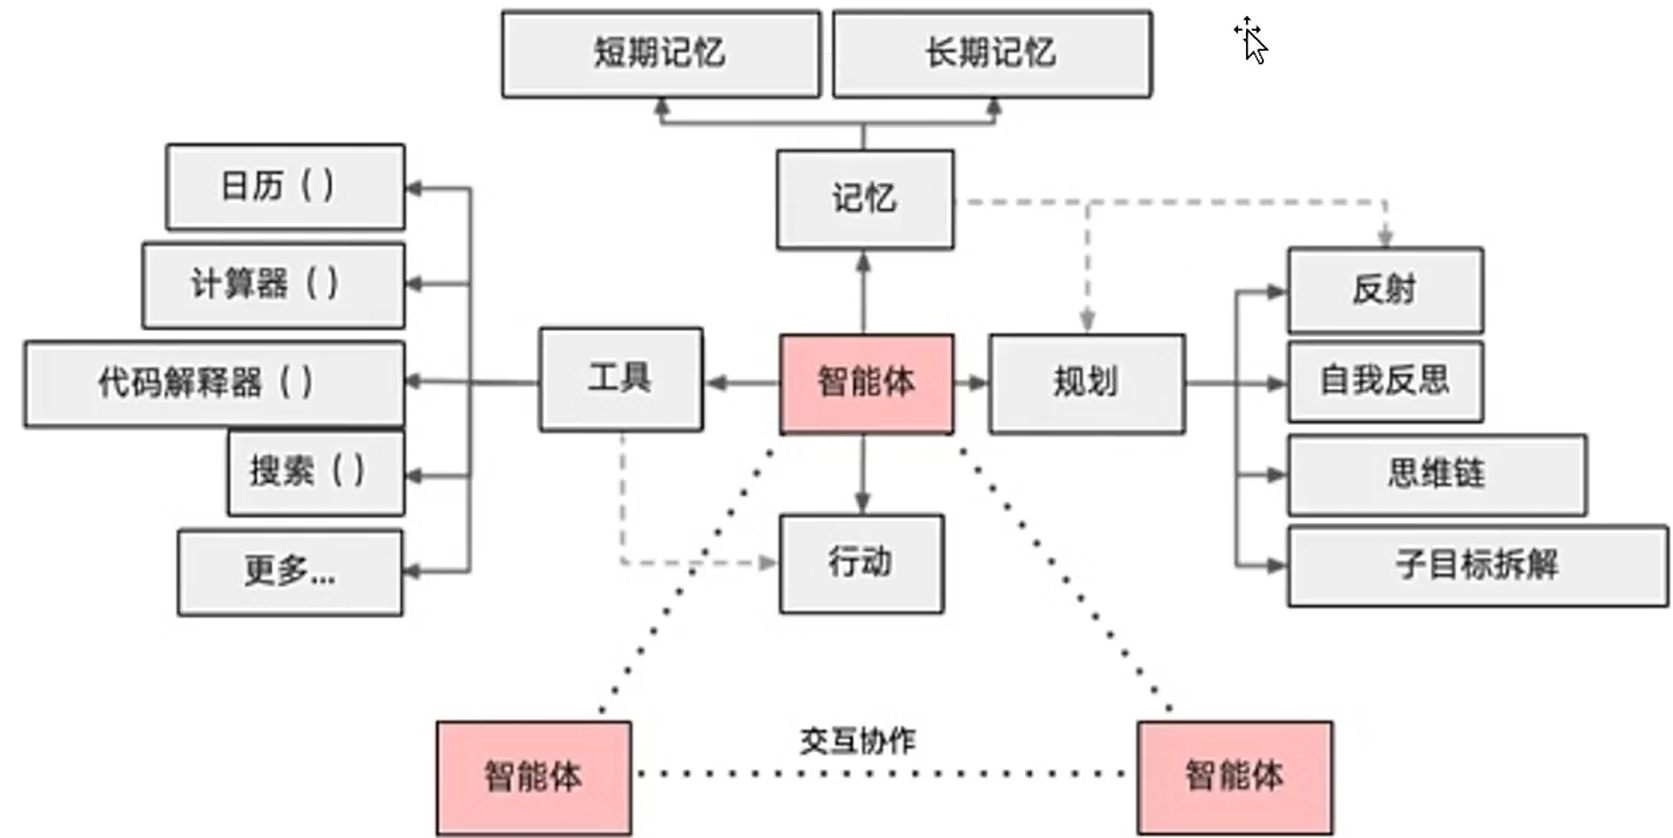 短期记忆
长期记忆
日历（）
记忆
计算器（）
反射
代码解释器（）
工具
智能体
规划
自我反思
搜索（）
思维链
更多...
行动
子目标拆解
交互协作
智能体
智能体